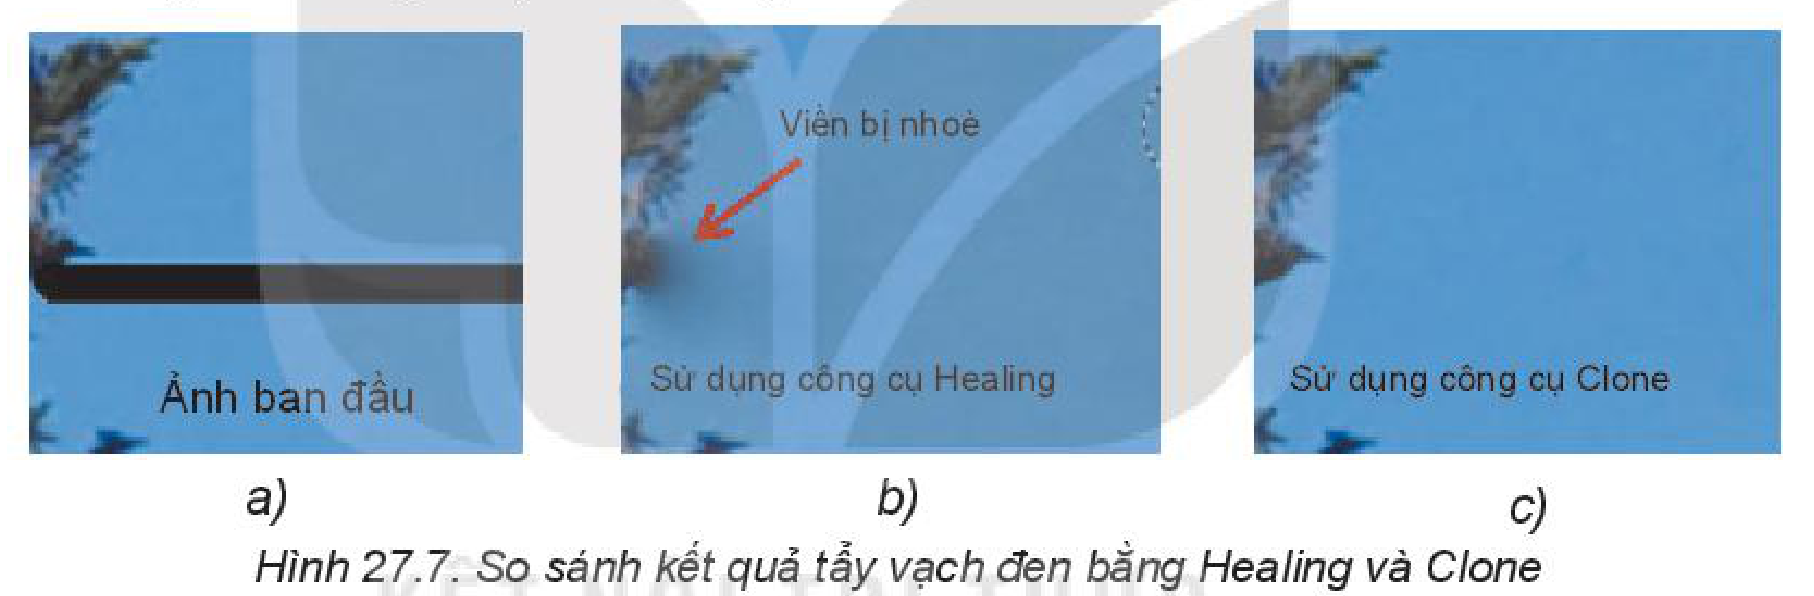 Viền bị nhoè
Ảnh ban đầu
Sử dụng công cụ Healing
Sử dụng công cụ Clone
a)
b)
c)
Hình 27.7. So sánh kết quả tẩy vạch đen bằng Healing và Clone